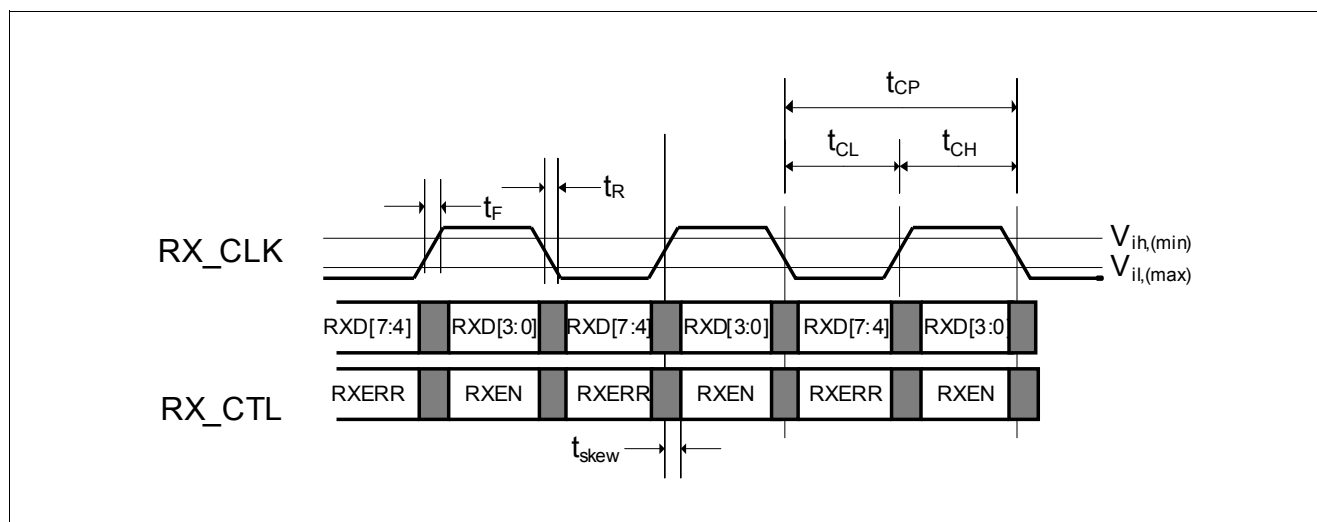 tCP
tCL tCH
tR
tF
RX_CLK
Vih,(min)
Vil,(max)
RXD[7:4] RXD[3:0] RXD[7:4] RXD[3:0] RXD[7:4] RXD[3:0]
RXERR RXEN RXERR RXEN RXERR RXEN
RX_CTL
tskew